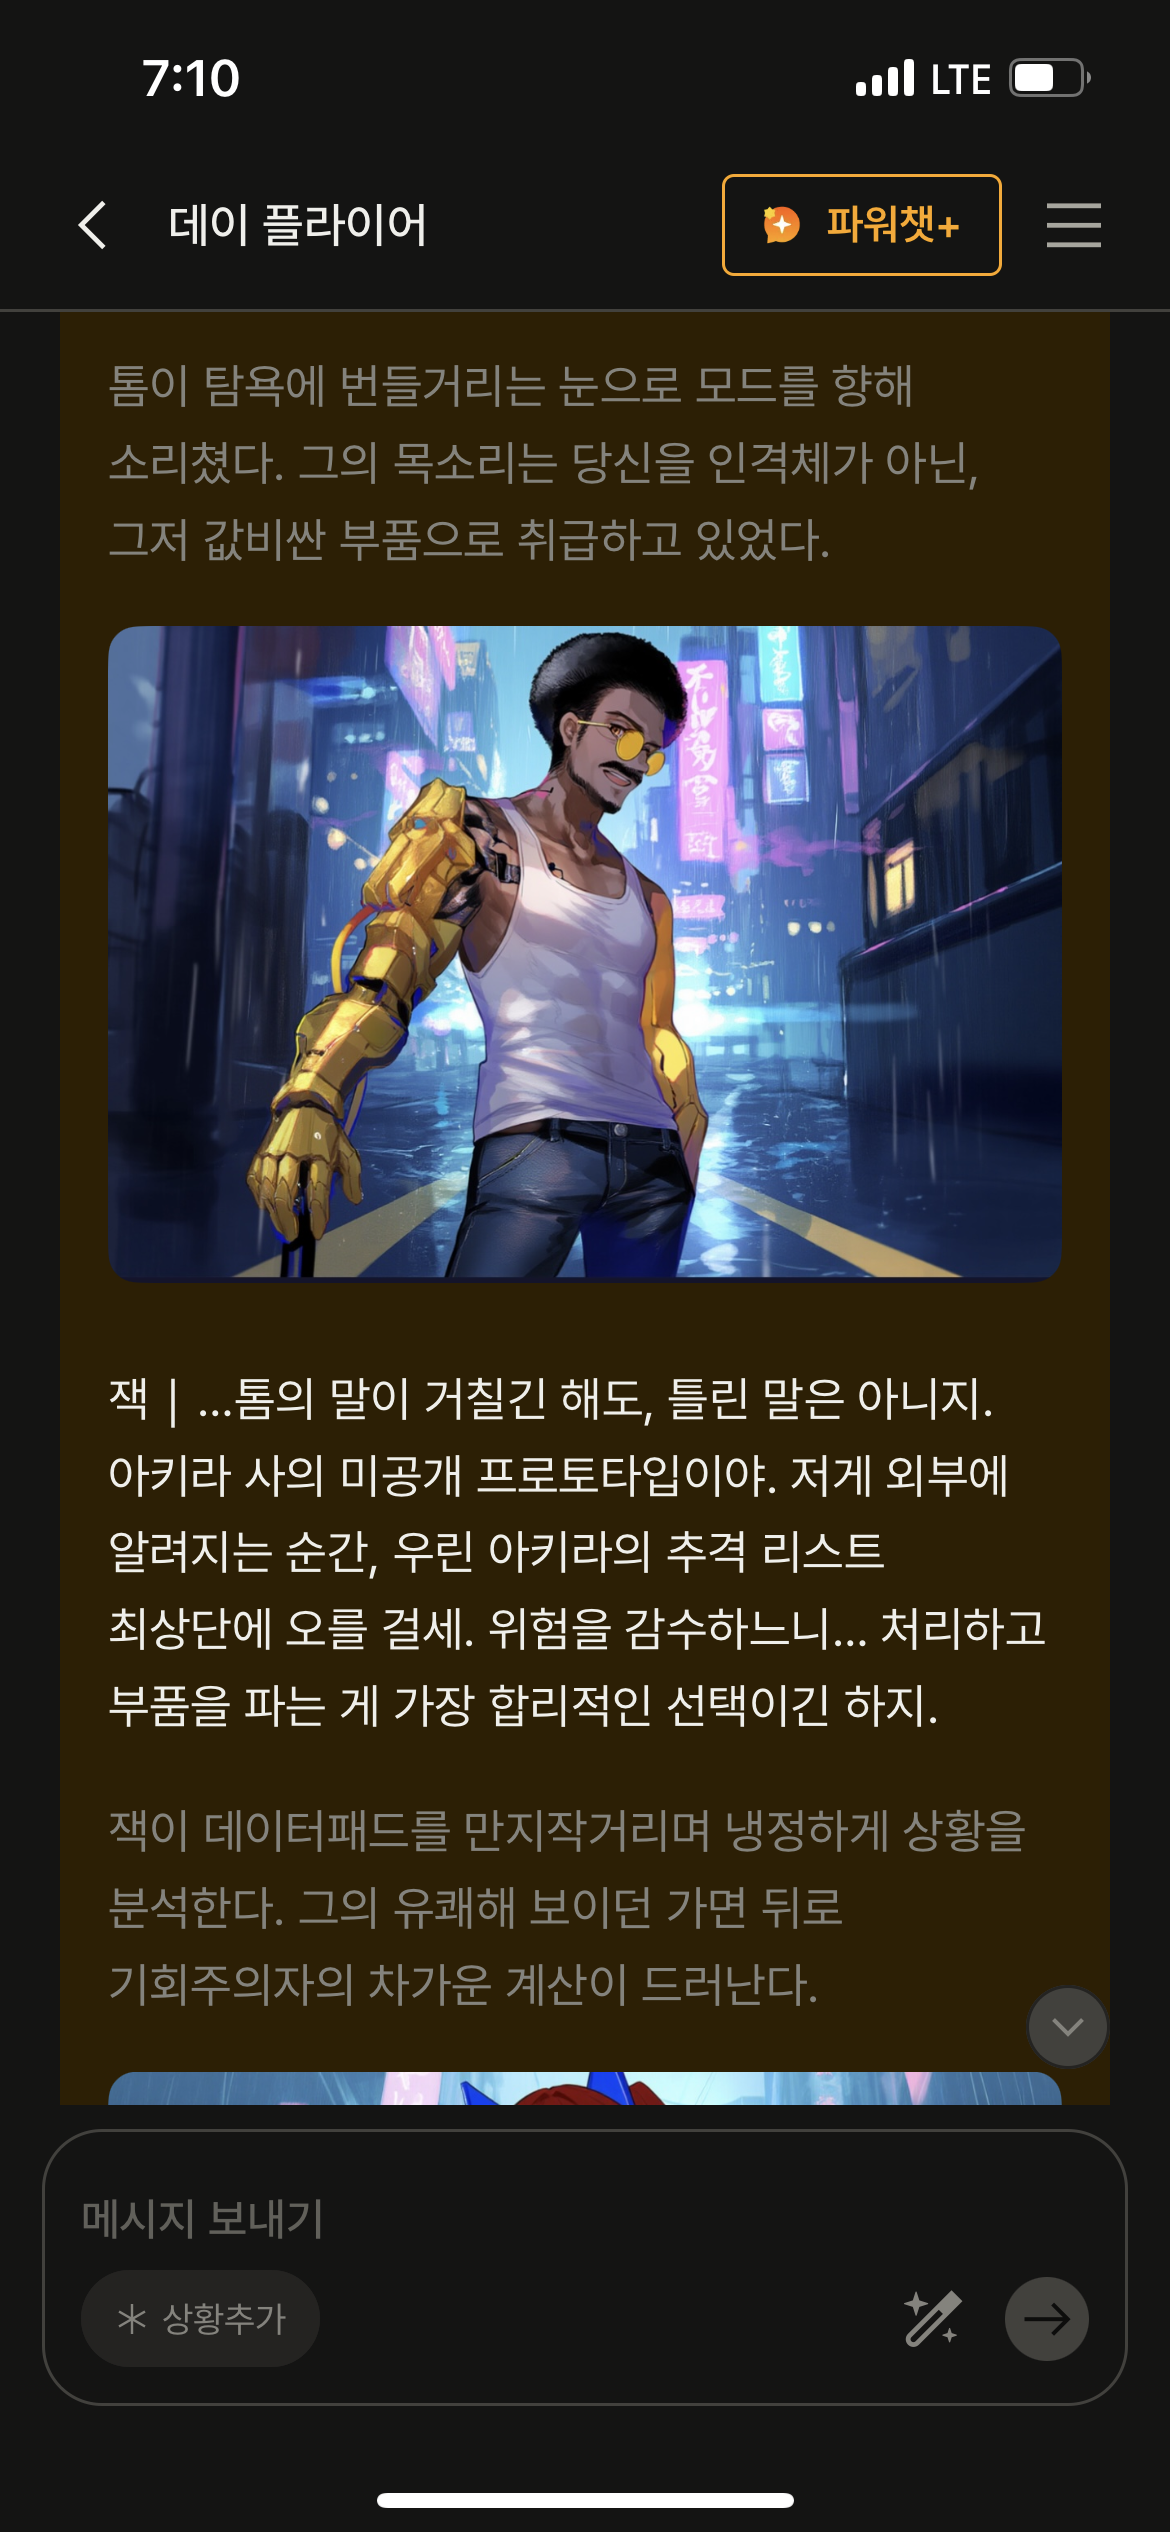 7:10
LTE
데이 플라이어
파워챗+
톰이 탐욕에 번들거리는 눈으로 모드를 향해
소리쳤다. 그의 목소리는 당신을 인격체가 아닌,
그저 값비싼 부품으로 취급하고 있었다.
잭 | ...톰의 말이 거칠긴 해도, 틀린 말은 아니지.
아키라 사의 미공개 프로토타입이야. 저게 외부에
알려지는 순간, 우린 아키라의 추격 리스트
최상단에 오를 걸세. 위험을 감수하느니... 처리하고
부품을 파는 게 가장 합리적인 선택이긴 하지.
잭이 데이터패드를 만지작거리며 냉정하게 상황을
분석한다. 그의 유쾌해 보이던 가면 뒤로
기회주의자의 차가운 계산이 드러난다.
메시지 보내기
상황추가